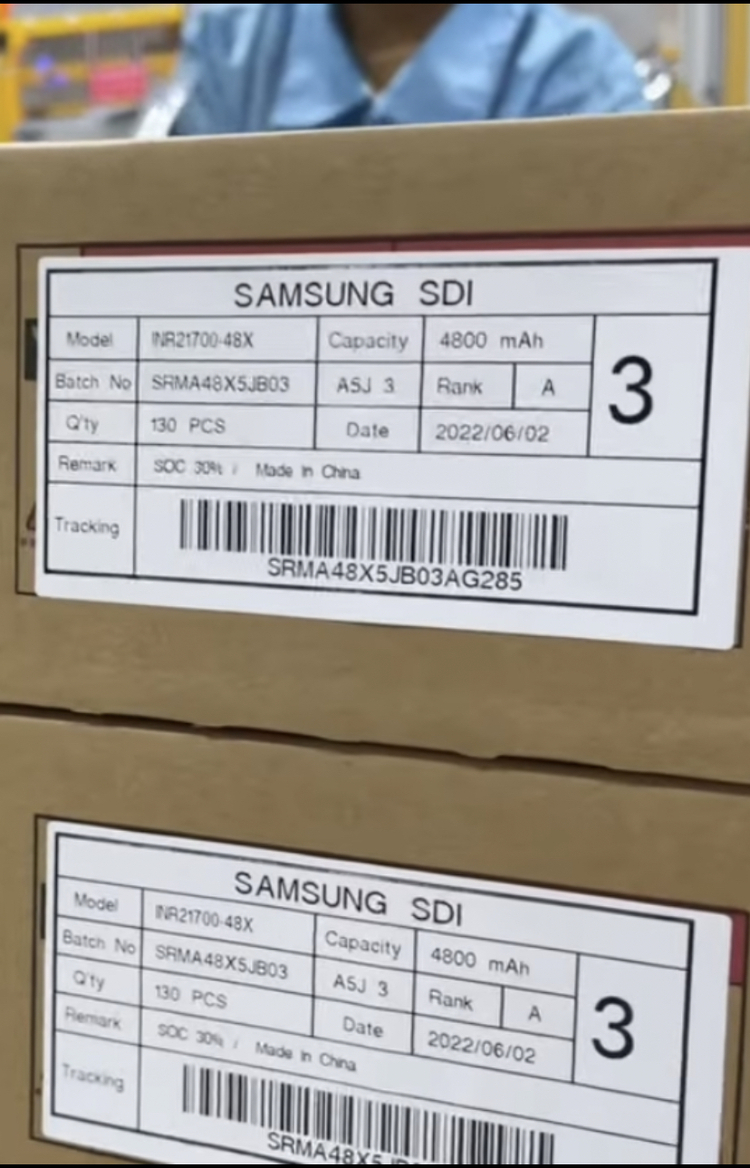 SAMSUNG SDI
Model INR21700-48X Capacity 4800 mAh
Batch No SRMA48X5JB03 A5J 3 Rank A 3
Q'ty 130 PCS Date 2022/06/02
Remark SOC 30% / Made In China
Tracking
SRMA48X5JB03AG285
SAMSUNG SDI
Model INR21700-48X Capacity 4800 mAh
Batch No SRMA48X5JB03 A5J 3 Rank A 3
Q'ty 130 PCS Date 2022/06/02
Remark SOC 30% / Made In China
Tracking